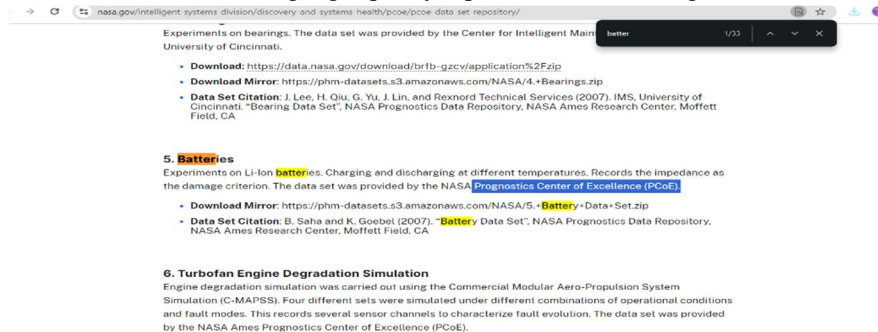 nasa.gov/intelligent systems division/discovery and systems health/pcoe/pcoe data set repository/
batter 1/33
Experiments on bearings. The data set was provided by the Center for Intelligent Main
University of Cincinnati.
• Download: https://data.nasa.gov/download/brfb-gzcv/application%2Fzip
• Download Mirror: https://phm-datasets.s3.amazonaws.com/NASA/4.+Bearings.zip
• Data Set Citation: J. Lee, H. Qiu, G. Yu, J. Lin, and Rexnord Technical Services (2007). IMS, University of
Cincinnati. "Bearing Data Set", NASA Prognostics Data Repository, NASA Ames Research Center, Moffett
Field, CA
5. Batteries
Experiments on Li-Ion batteries. Charging and discharging at different temperatures. Records the impedance as
the damage criterion. The data set was provided by the NASA Prognostics Center of Excellence (PCoE).
• Download Mirror: https://phm-datasets.s3.amazonaws.com/NASA/5.+Battery+Data+Set.zip
• Data Set Citation: B. Saha and K. Goebel (2007). "Battery Data Set", NASA Prognostics Data Repository,
NASA Ames Research Center, Moffett Field, CA
6. Turbofan Engine Degradation Simulation
Engine degradation simulation was carried out using the Commercial Modular Aero-Propulsion System
Simulation (C-MAPSS). Four different sets were simulated under different combinations of operational conditions
and fault modes. This records several sensor channels to characterize fault evolution. The data set was provided
by the NASA Ames Prognostics Center of Excellence (PCoE).